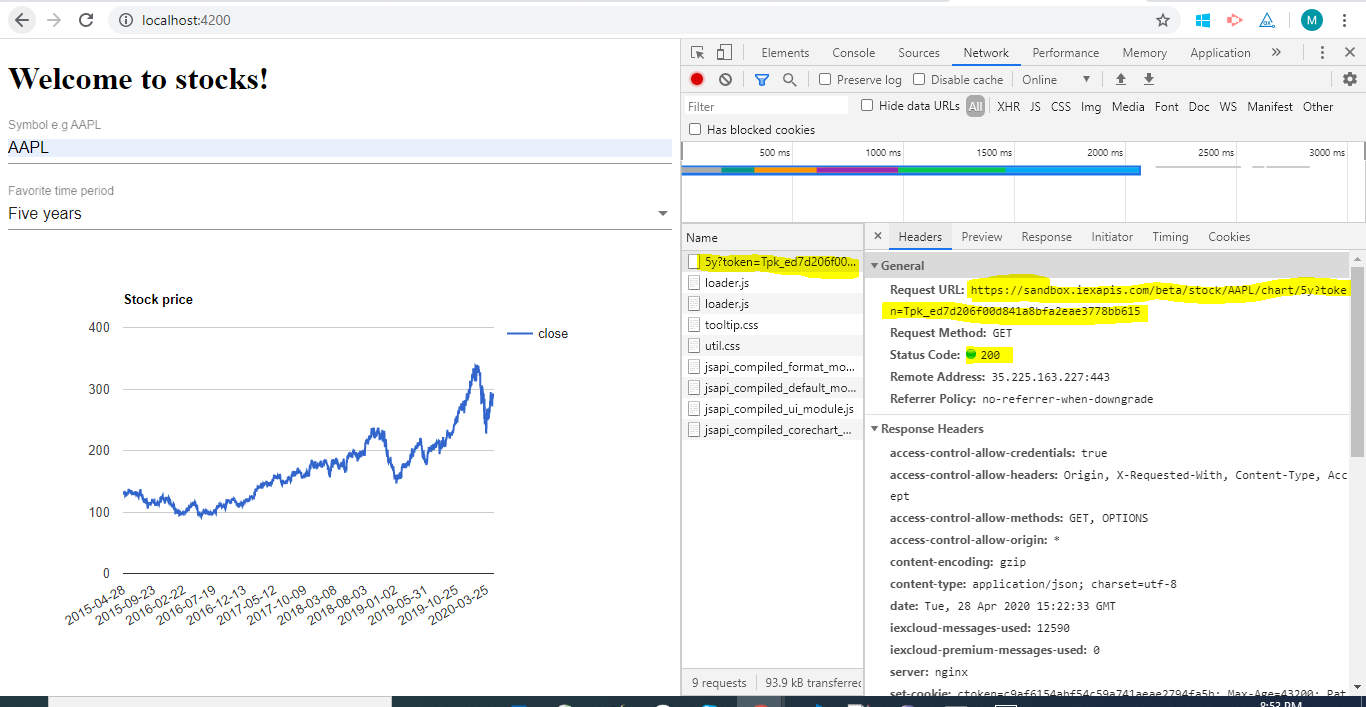 localhost:4200
M
Welcome to stocks!
Symbol e.g AAPL
AAPL
Favorite time period
Five years
Stock price
400
300
200
100
0
close
2015-04-28
2015-09-23
2016-02-22
2016-07-19
2016-12-13
2017-05-12
2017-10-09
2018-03-08
2018-08-03
2019-01-02
2019-05-31
2019-10-25
2020-03-25
Elements Console Sources Network Performance Memory Application »
Preserve log Disable cache Online
Filter Hide data URLs All XHR JS CSS Img Media Font Doc WS Manifest Other
Has blocked cookies
500 ms 1000 ms 1500 ms 2000 ms 2500 ms 3000 ms
Name
5y?token=Tpk_ed7d206f00...
loader.js
loader.js
tooltip.css
util.css
jsapi_compiled_format_mo...
jsapi_compiled_default_mo...
jsapi_compiled_ui_module.js
jsapi_compiled_corechart_...
9 requests 93.9 kB transferred
Headers Preview Response Initiator Timing Cookies
General
Request URL: https://sandbox.iexapis.com/beta/stock/AAPL/chart/5y?toke
n=Tpk_ed7d206f00d841a8bfa2eae3778bb615
Request Method: GET
Status Code: 200
Remote Address: 35.225.163.227:443
Referrer Policy: no-referrer-when-downgrade
Response Headers
access-control-allow-credentials: true
access-control-allow-headers: Origin, X-Requested-With, Content-Type, Acc
ept
access-control-allow-methods: GET, OPTIONS
access-control-allow-origin: *
content-encoding: gzip
content-type: application/json; charset=utf-8
date: Tue, 28 Apr 2020 15:22:33 GMT
iexcloud-messages-used: 12590
iexcloud-premium-messages-used: 0
server: nginx
set-cookie: Max-Age=43200;
8:53 PM